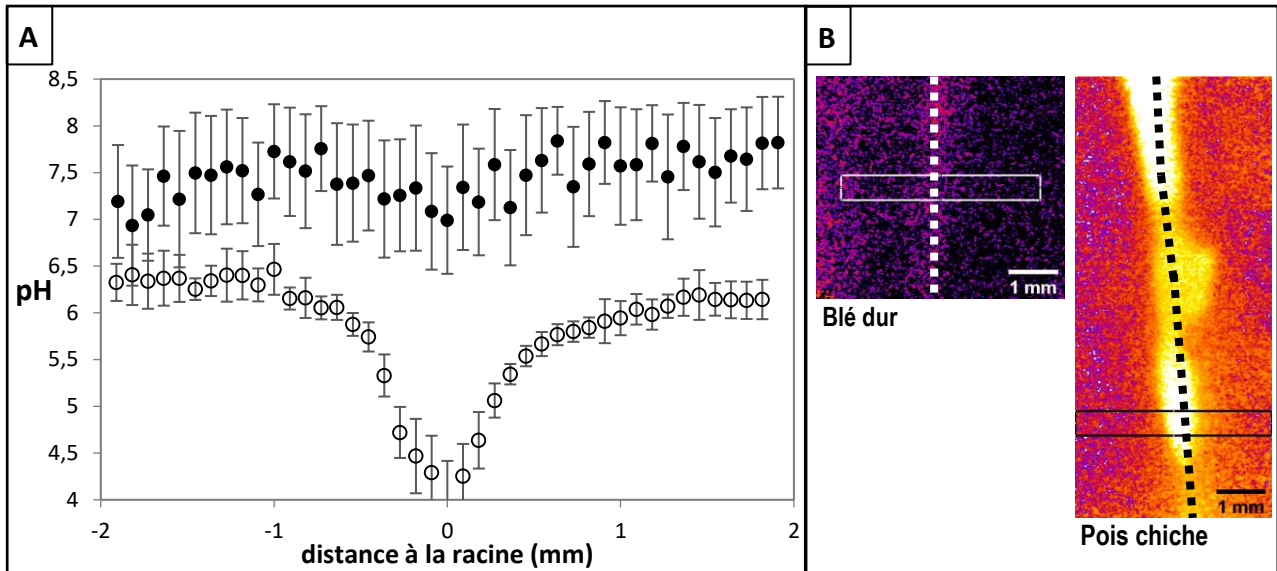 A
8,5
8
7,5
7
6,5
6
5,5
5
4,5
4
pH
-2 -1 0 1 2
distance à la racine (mm)
B
1 mm
Blé dur
1 mm
Pois chiche